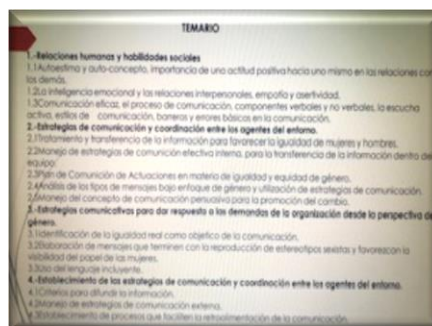 TEMARIO
1.-Relaciones humanas y habilidades sociales
1.1Autoestima y auto-concepto, importancia de una actitud positiva hacia uno mismo en las relaciones con
los demás.
1.2La inteligencia emocional y las relaciones interpersonales, empatía y asertividad.
1.3Comunicación eficaz, el proceso de comunicación, componentes verbales y no verbales, la escucha
activa, estilos de comunicación, barreras y errores básicos en la comunicación.
2.-Estrategias de comunicación y coordinación entre los agentes del entorno.
2.1Tratamiento y transferencia de la información para favorecer la igualdad de mujeres y hombres.
2.2Manejo de estrategias de comunión efectiva interna, para la transferencia de la información dentro de
equipo
2.3Plan de Comunición de Actuaciones en materia de igualdad y equidad de género.
2.4Análisis de los tipos de mensajes bajo enfoque de género y utilización de estrategias de comunicación.
2.5Manejo del concepto de comunicación persuasiva para la promoción del cambio.
3.-Estrategias comunicativas para dar respuesta a las demandas de la organización desde la perspectiva de
género.
3.1Identificación de la igualdad real como objetico de la comunicación.
3.2Elaboración de mensajes que terminen con la reproducción de estereotipos sexistas y favorezcan la
visibilidad del papel de las mujeres.
3.3Uso del lenguaje incluyente.
4.-Establecimiento de las estrategias de comunicación y coordinación entre los agentes del entorno.
4.1Criterios para difundir la información.
4.2Manejo de estrategias de comunicación externa.
4.3Establecimiento de procesos que faciliten la retroalimentación de la comunicación.